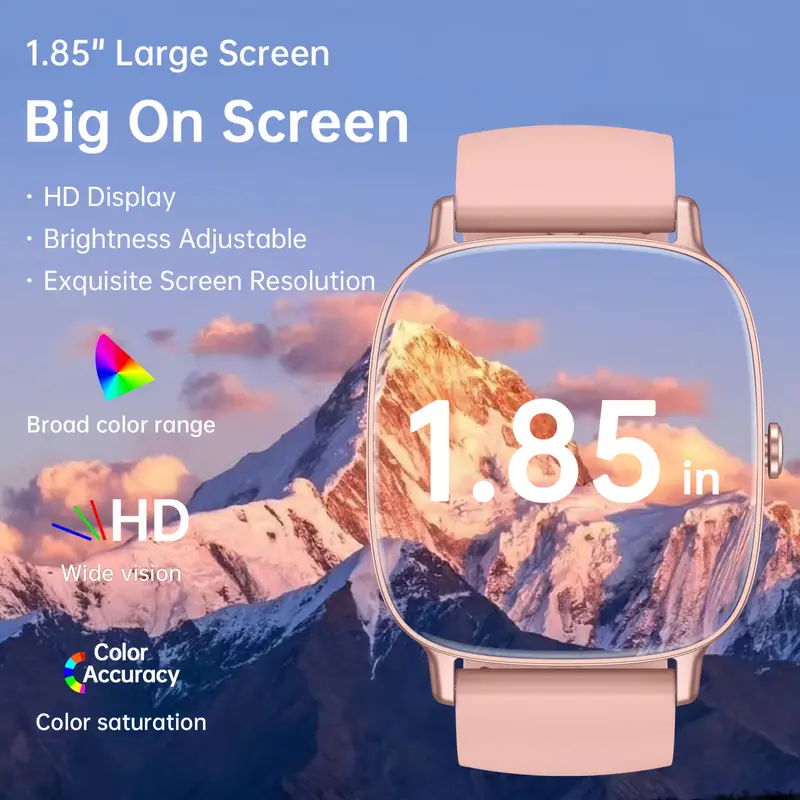 1.85" Large Screen
Big On Screen
· HD Display
· Brightness Adjustable
· Exquisite Screen Resolution
Broad color range
HD
Wide vision
Color
Accuracy
Color saturation
1.85 in